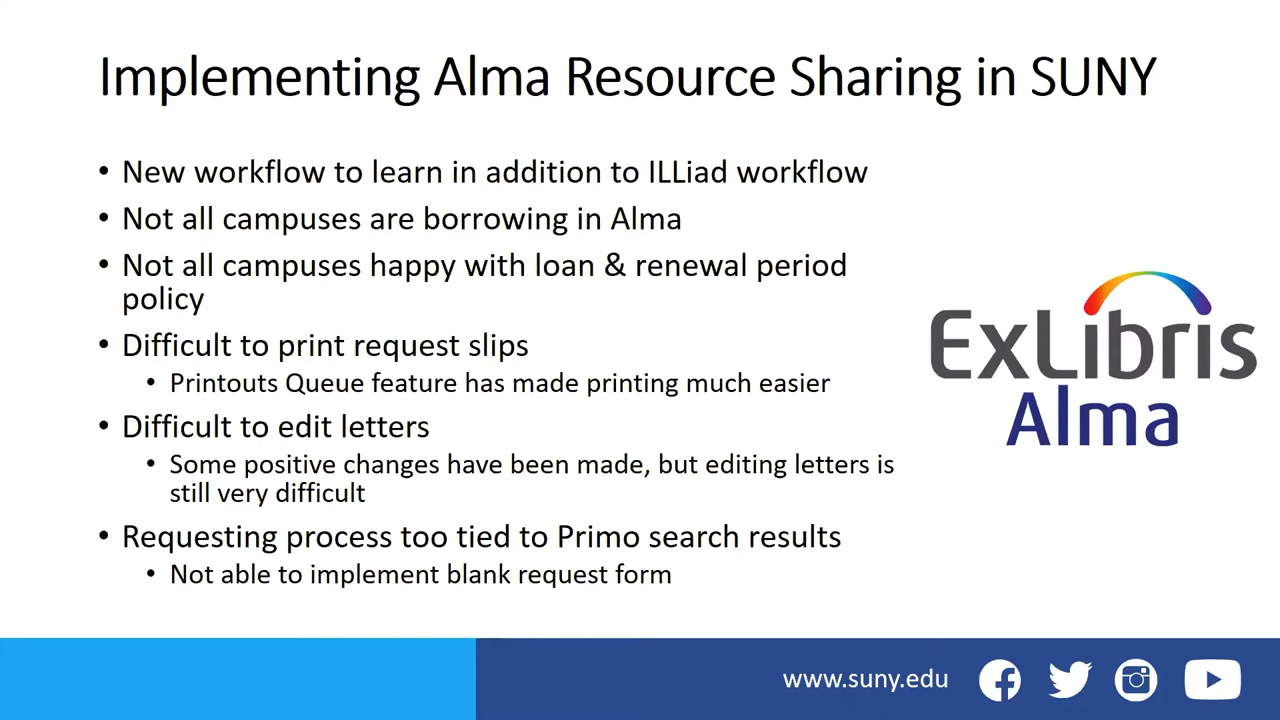 Implementing Alma Resource Sharing in SUNY
• New workflow to learn in addition to ILLiad workflow
• Not all campuses are borrowing in Alma
• Not all campuses happy with loan & renewal period
policy
• Difficult to print request slips
• Printouts Queue feature has made printing much easier
• Difficult to edit letters
• Some positive changes have been made, but editing letters is
still very difficult
• Requesting process too tied to Primo search results
• Not able to implement blank request form
ExLibris
Alma
www.suny.edu